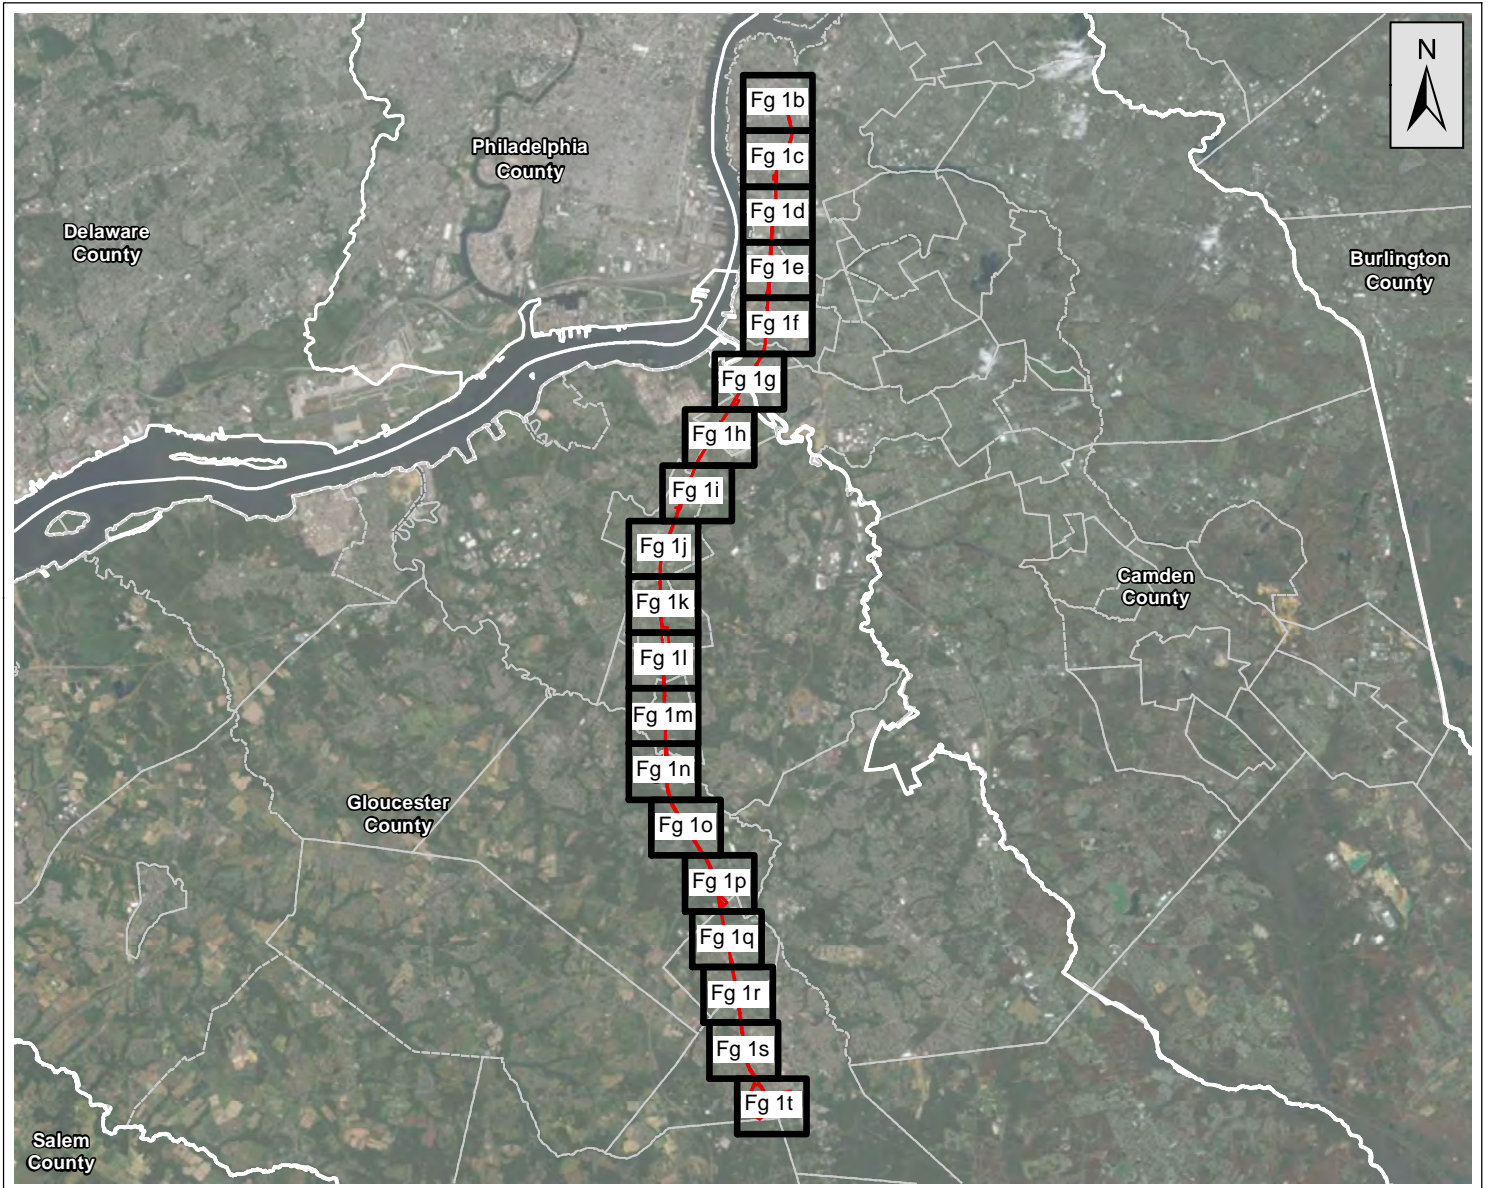 N
Fg 1b
Philadelphia
County
Fg 1c
Fg 1d
Delaware
County
Fg 1e
Burlington
County
Fg 1f
Fg 1g
Fg 1h
Fg 1i
Fg 1j
Camden
County
Fg 1k
Fg 1l
Fg 1m
Fg 1n
Gloucester
County
Fg 1o
Fg 1p
Fg 1q
Fg 1r
Fg 1s
Fg 1t
Salem
County